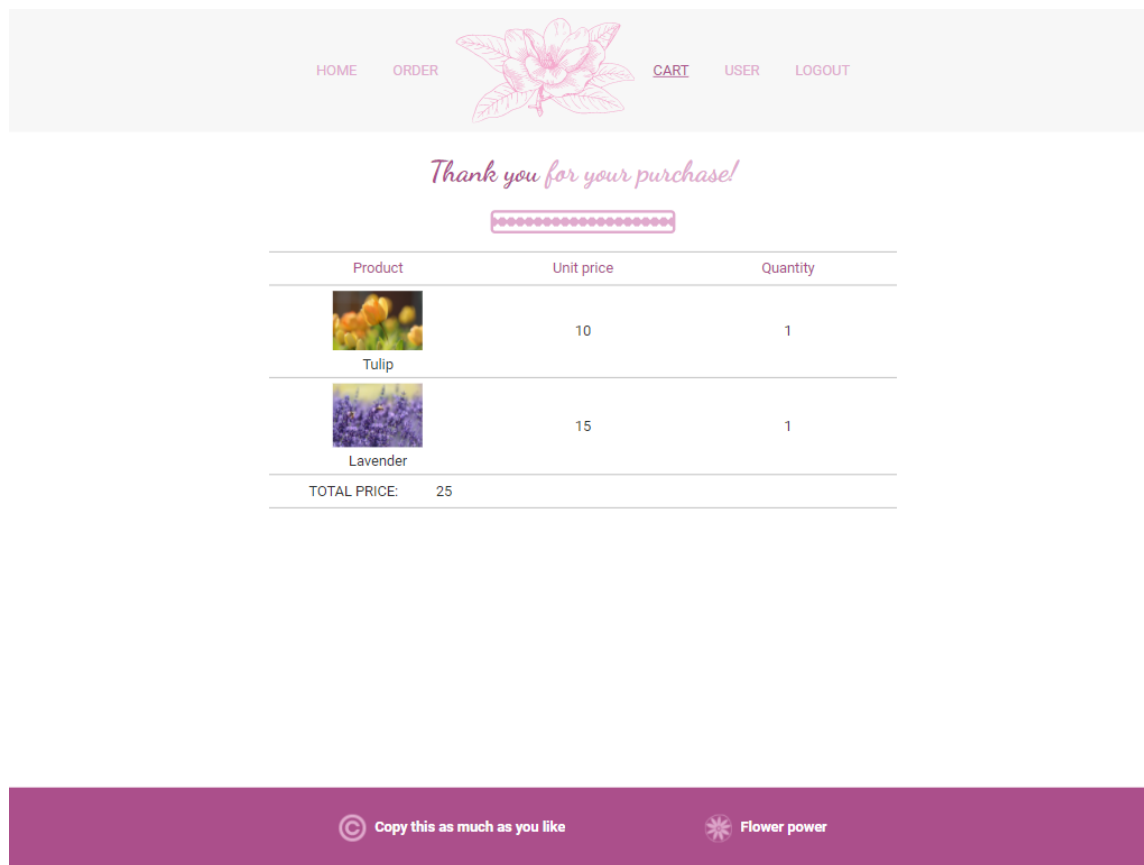 HOME ORDER CART USER LOGOUT
Thank you for your purchase!
Product Unit price Quantity
10 1
Tulip
15 1
Lavender
TOTAL PRICE: 25
© Copy this as much as you like Flower power